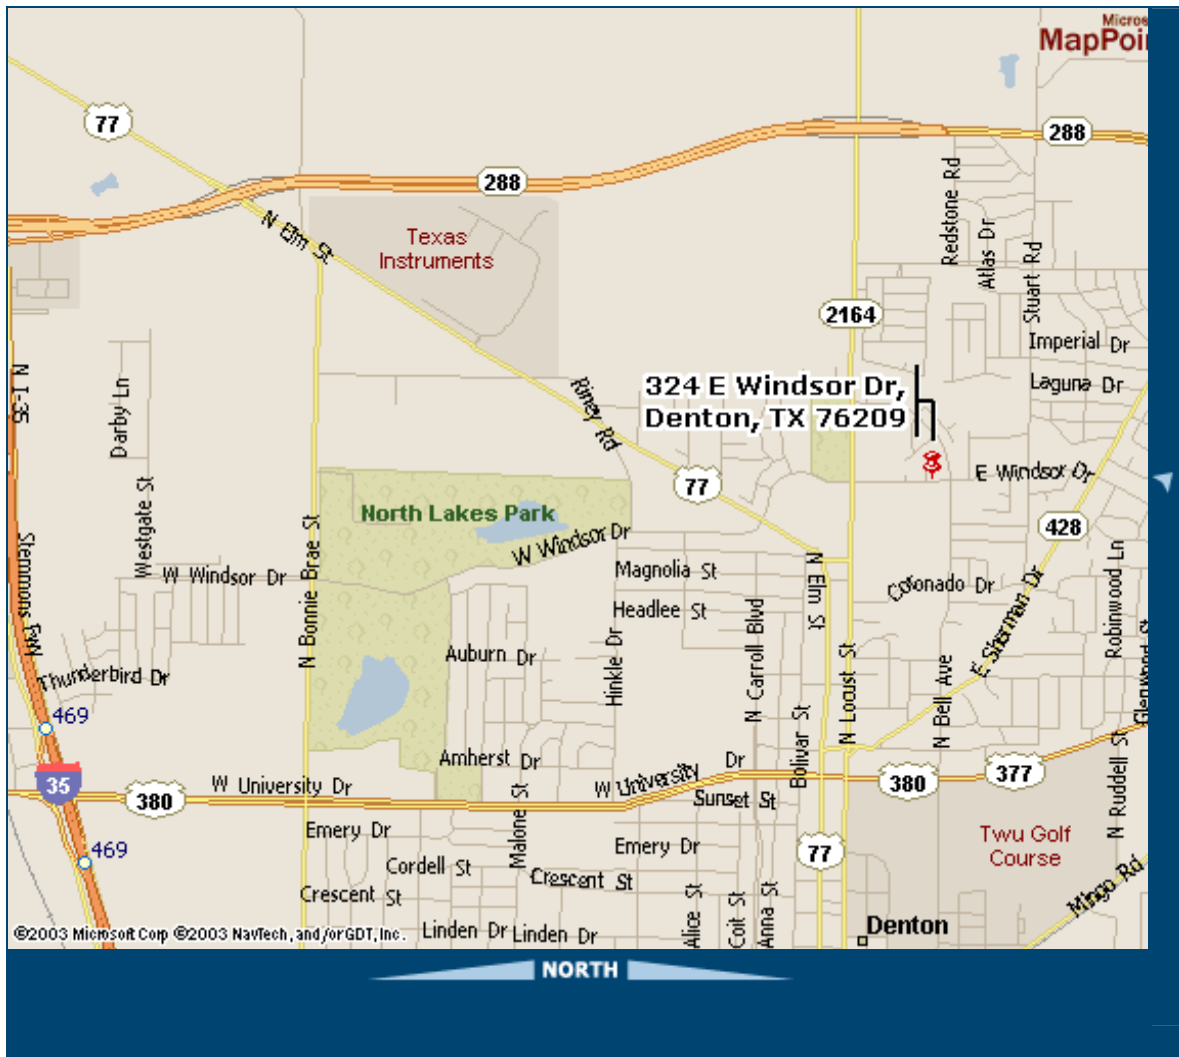 Micros
MapPoi
77
288
288
Redstone Rd
Atlas Dr
N Elm St
Texas
Instruments
Stuart Rd
2164
Imperial Dr
N I-35
Darby Ln
Riney Rd
324 E Windsor Dr,
Denton, TX 76209
Laguna Dr
E Windsor Dr
77
North Lakes Park
Westgate St
W Windsor Dr
428
Stemmons Fwy
W Windsor Dr
N Bonnie Brae St
Magnolia St
N Elm St
Colonado Dr
Robinwood Ln
Headlee St
N Carroll Blvd
E Sherman Dr
Auburn Dr
Hinkle Dr
N Locust St
N Bell Ave
Glenwood St
Thunderbird Dr
469
Bolivar St
Amherst Dr
35
380
W University Dr
W University Dr
380
377
Sunset St
N Ruddell St
Emery Dr
Malone St
Emery Dr
77
Twu Golf
Course
469
Cordell St
Crescent St
Crescent St
Mingo Rd
Alice St
Coit St
Anna St
Linden Dr
Linden Dr
Denton
©2003 Microsoft Corp ©2003 NavTech, and/or GDT, Inc.
NORTH